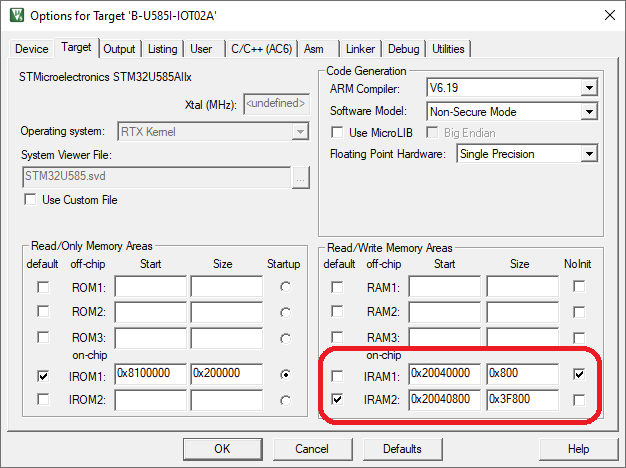 Options for Target 'B-U585I-IOT02A'
Device Target Output Listing User C/C++ (AC6) Asm Linker Debug Utilities
STMicroelectronics STM32U585AIIx
Xtal (MHz): <undefined>
Operating system: RTX Kernel
System Viewer File:
STM32U585.svd ...
Use Custom File
Code Generation
ARM Compiler: V6.19
Software Model: Non-Secure Mode
Use MicroLIB Big Endian
Floating Point Hardware: Single Precision
Read/Only Memory Areas
default off-chip Start Size Startup
ROM1:
ROM2:
ROM3:
on-chip
IROM1: 0x8100000 0x200000
IROM2:
Read/Write Memory Areas
default off-chip Start Size NoInit
RAM1:
RAM2:
RAM3:
on-chip
IRAM1: 0x20040000 0x800
IRAM2: 0x20040800 0x3F800
OK Cancel Defaults Help